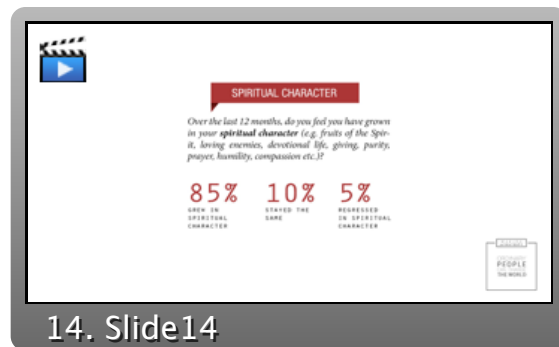 SPIRITUAL CHARACTER
Over the last 12 months, do you feel you have grown
in your spiritual character (e.g. fruits of the Spir-
it, loving enemies, devotional life, giving, purity,
prayer, humility, compassion etc.)?
85% 10% 5%
GREW IN STAYED THE REGRESSED
SPIRITUAL SAME IN SPIRITUAL
CHARACTER CHARACTER
PEOPLE
THE WORLD
14. Slide14